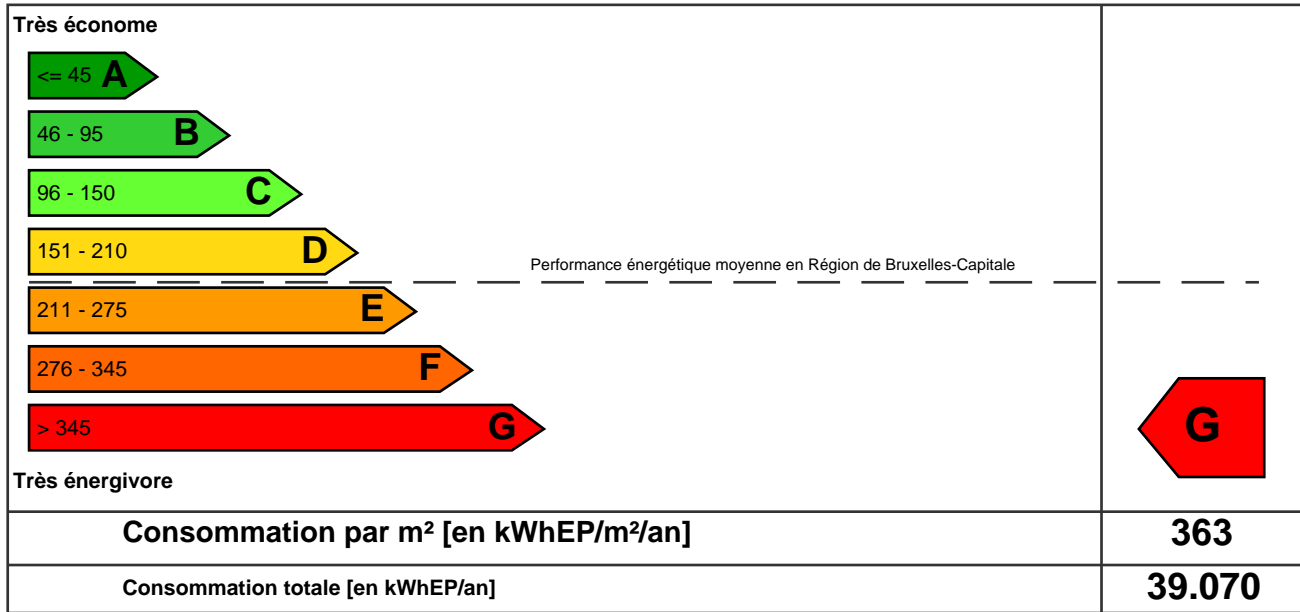 Très économe
<= 45 A
46 - 95 B
96 - 150 C
151 - 210 D
Performance énergétique moyenne en Région de Bruxelles-Capitale
211 - 275 E
276 - 345 F
> 345 G
G
Très énergivore
Consommation par m² [en kWhEP/m²/an] 363
Consommation totale [en kWhEP/an] 39.070